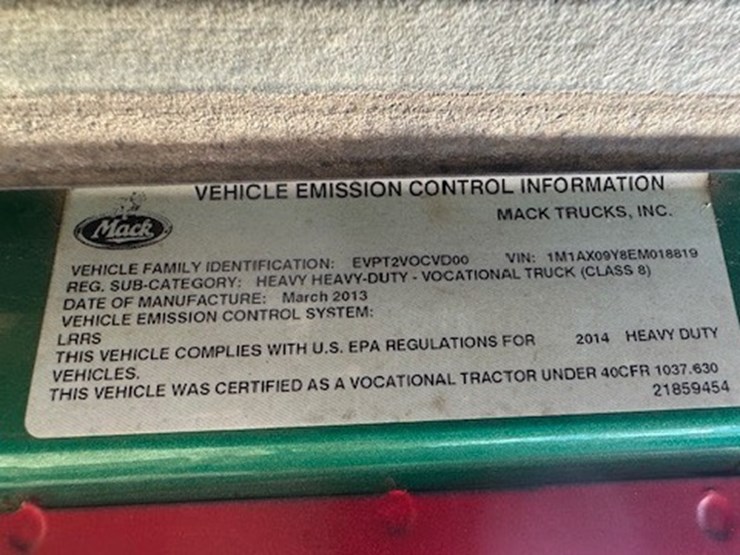 VEHICLE EMISSION CONTROL INFORMATION
Mack
MACK TRUCKS, INC.
VEHICLE FAMILY IDENTIFICATION: EVPT2VOCVD00 VIN: 1M1AX09Y8EM018819
REG. SUB-CATEGORY: HEAVY HEAVY-DUTY - VOCATIONAL TRUCK (CLASS 8)
DATE OF MANUFACTURE: March 2013
VEHICLE EMISSION CONTROL SYSTEM:
LRRS
THIS VEHICLE COMPLIES WITH U.S. EPA REGULATIONS FOR 2014 HEAVY DUTY
VEHICLES.
THIS VEHICLE WAS CERTIFIED AS A VOCATIONAL TRACTOR UNDER 40CFR 1037.630
21859454